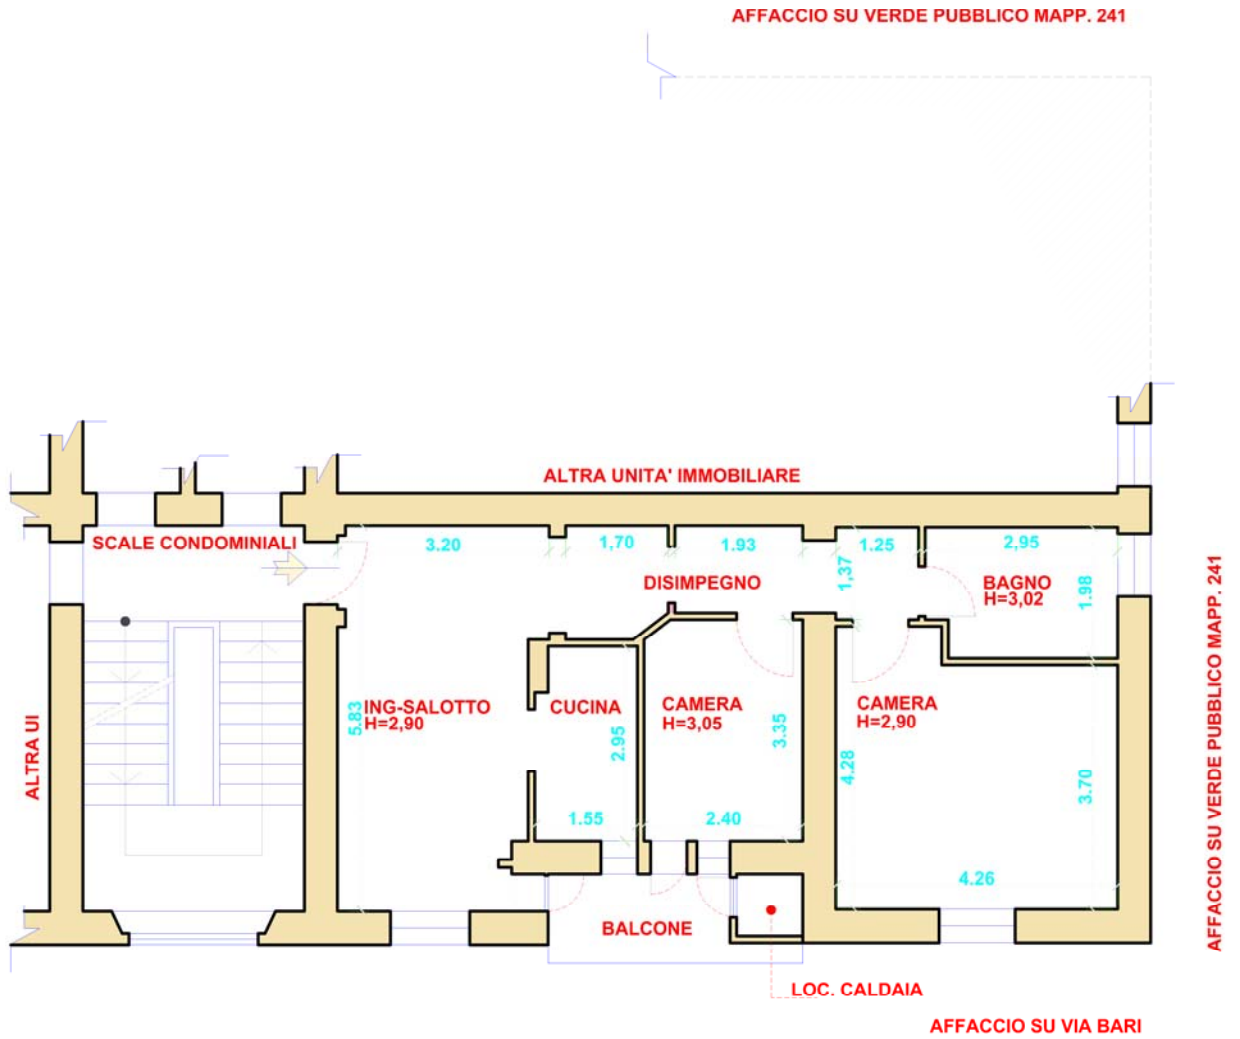 AFFACCIO SU VERDE PUBBLICO MAPP. 241
ALTRA UNITA' IMMOBILIARE
SCALE CONDOMINIALI
3.20
1,70
1.93
1.25
2,95
DISIMPEGNO
1,37
BAGNO
H=3,02
1.98
ALTRA UI
5.83
ING-SALOTTO
H=2,90
CUCINA
2.95
CAMERA
H=3,05
3.35
CAMERA
H=2,90
4.28
3.70
1.55
2.40
4.26
BALCONE
LOC. CALDAIA
AFFACCIO SU VIA BARI
AFFACCIO SU VERDE PUBBLICO MAPP. 241